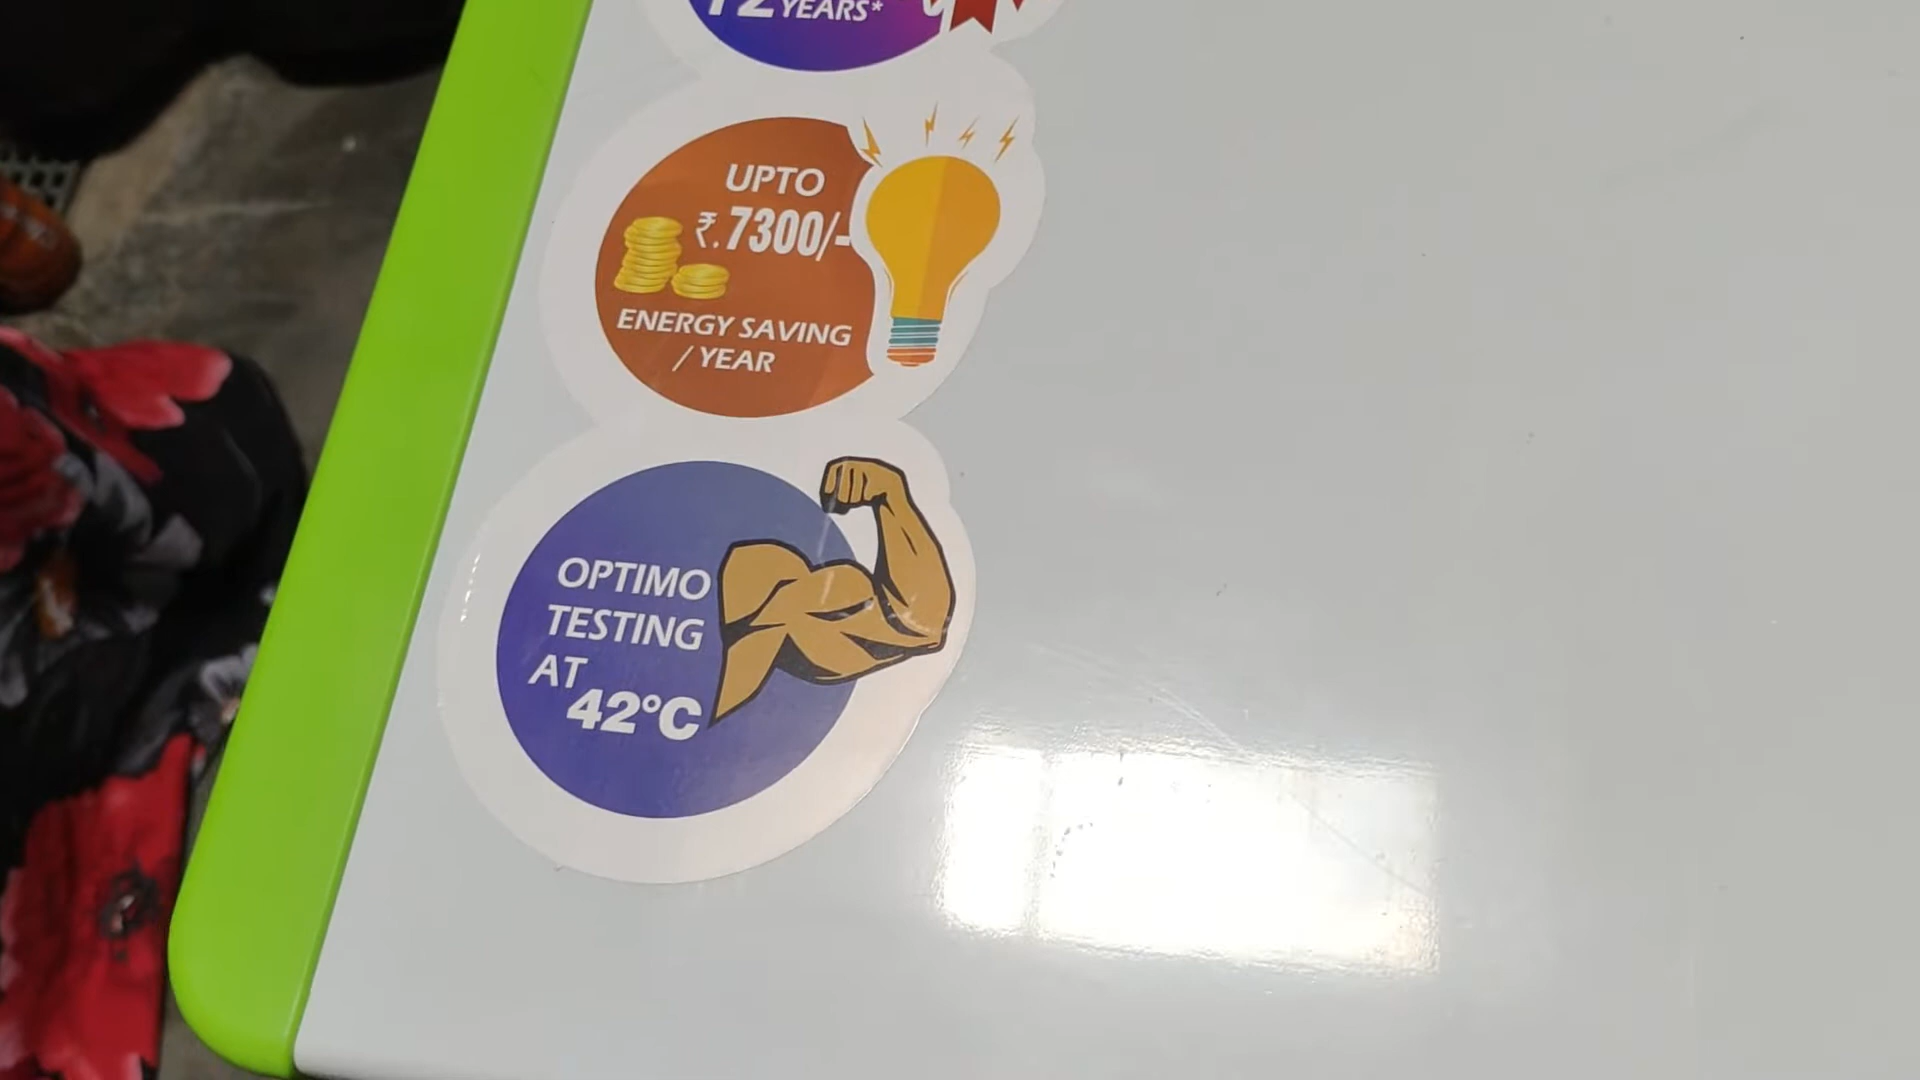 YEARS*
UPTO
₹.7300/-
ENERGY SAVING
/ YEAR
OPTIMO
TESTING
AT
42°C